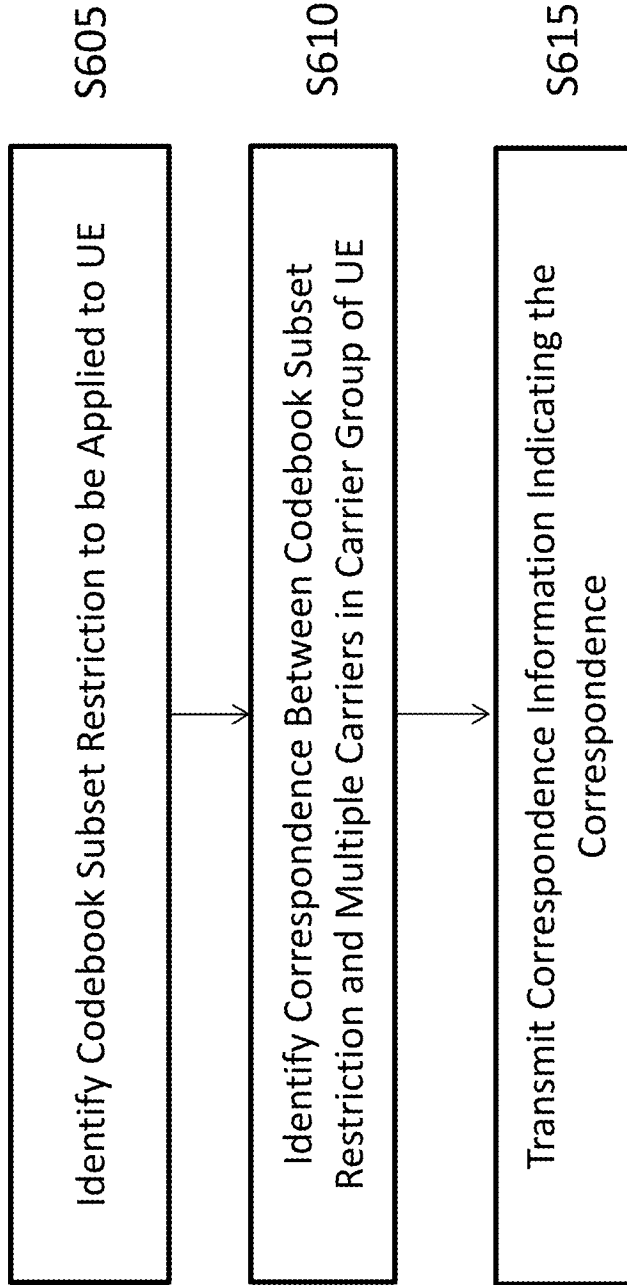 Identify Codebook Subset Restriction to be Applied to UE
S605
Identify Correspondence Between Codebook Subset
Restriction and Multiple Carriers in Carrier Group of UE
S610
Transmit Correspondence Information Indicating the
Correspondence
S615